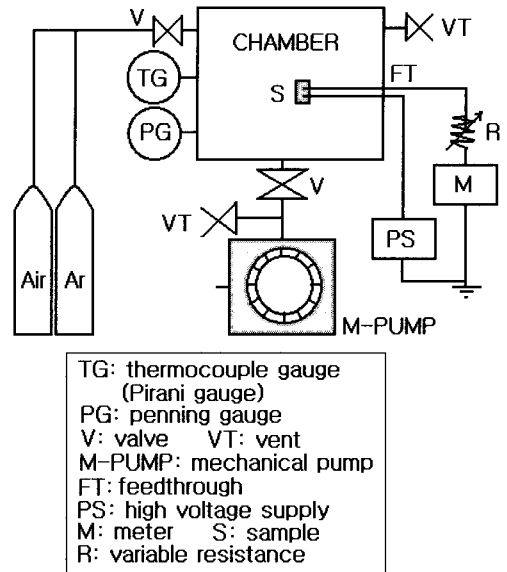 V
CHAMBER
VT
TG
FT
S
PG
R
V
M
VT
PS
Air Ar
M-PUMP
TG: thermocouple gauge
(Pirani gauge)
PG: penning gauge
V: valve VT: vent
M-PUMP: mechanical pump
FT: feedthrough
PS: high voltage supply
M: meter S: sample
R: variable resistance